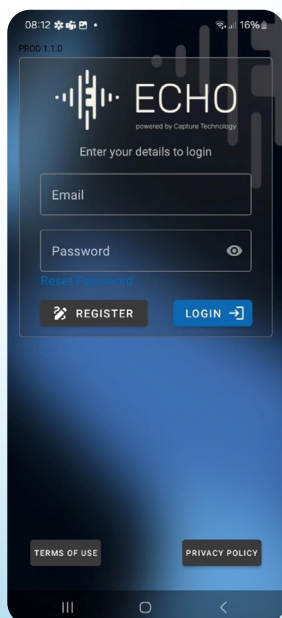 08:12
16%
PROD 1.1.0
ECHO
powered by Capture Technology
Enter your details to login
Email
Password
Reset Password
REGISTER
LOGIN
TERMS OF USE
PRIVACY POLICY